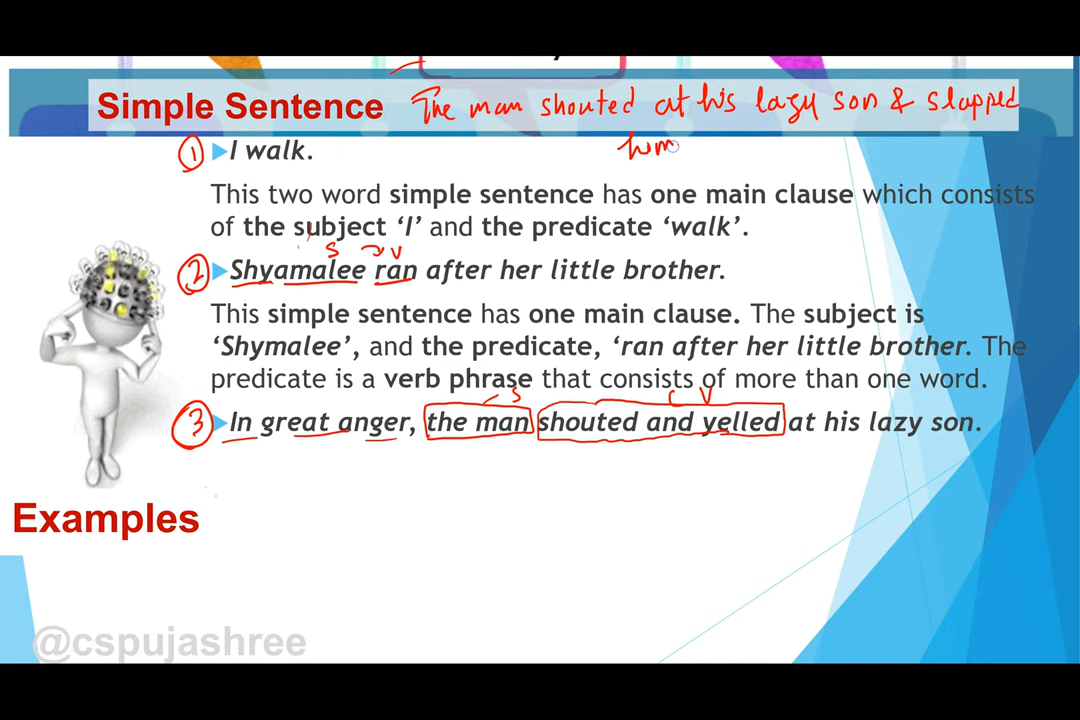 Simple Sentence The man shouted at his lazy son & slapped
him
1 I walk.
This two word simple sentence has one main clause which consists
of the subject ‘I’ and the predicate ‘walk’.
S V
2 Shyamalee ran after her little brother.
This simple sentence has one main clause. The subject is
‘Shymalee’, and the predicate, ‘ran after her little brother. The
predicate is a verb phrase that consists of more than one word.
S C V
3 In great anger, the man shouted and yelled at his lazy son.
Examples
@cspujashree